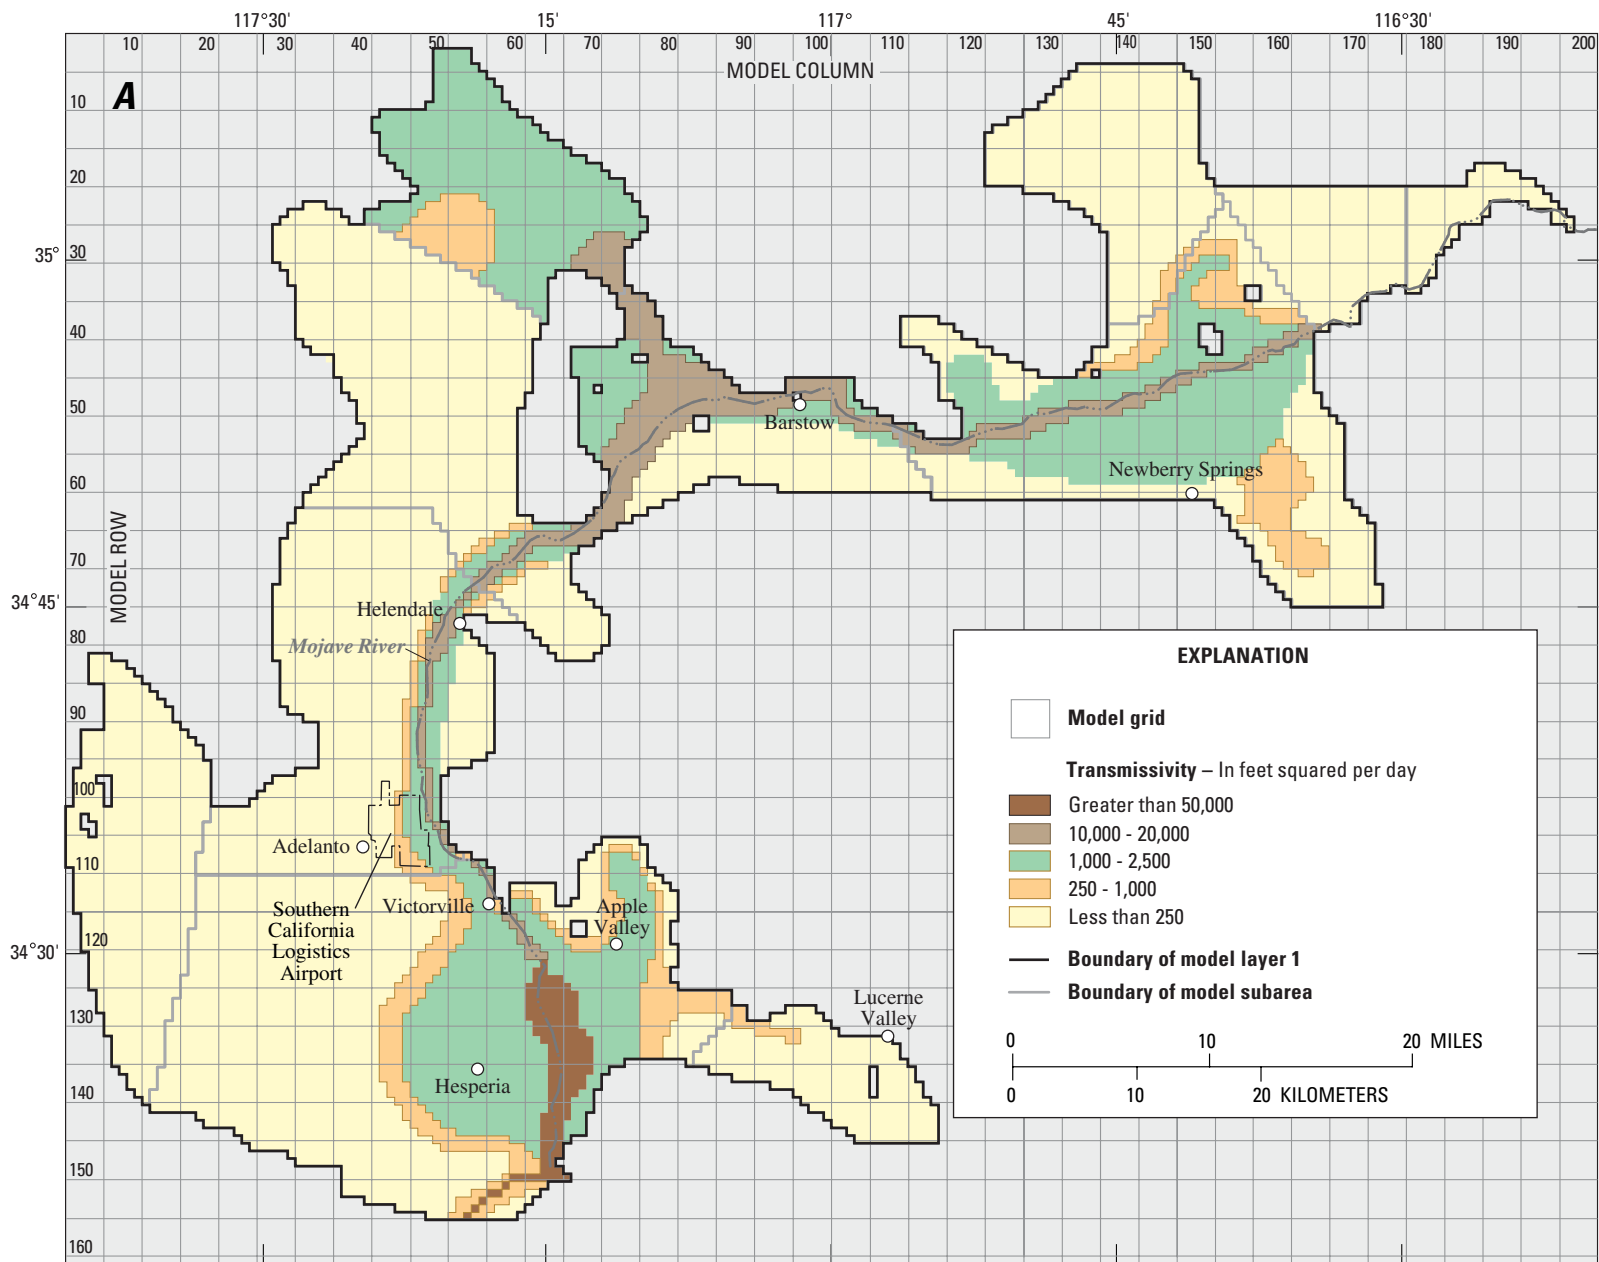 117°30'
15'
117°
45'
116°30'
10 20 30 40 50 60 70 80 90 100 110 120 130 140 150 160 170 180 190 200
MODEL COLUMN
A
10
20
35°
30
40
50
Barstow
Newberry Springs
60
MODEL ROW
70
34°45'
Helendale
80
Mojave River
90
100
Adelanto
110
Southern
California
Logistics
Airport
Victorville
Apple
Valley
120
34°30'
130
Lucerne
Valley
Hesperia
140
150
160
EXPLANATION
Model grid
Transmissivity – In feet squared per day
Greater than 50,000
10,000 - 20,000
1,000 - 2,500
250 - 1,000
Less than 250
Boundary of model layer 1
Boundary of model subarea
0 10 20 MILES
0 10 20 KILOMETERS